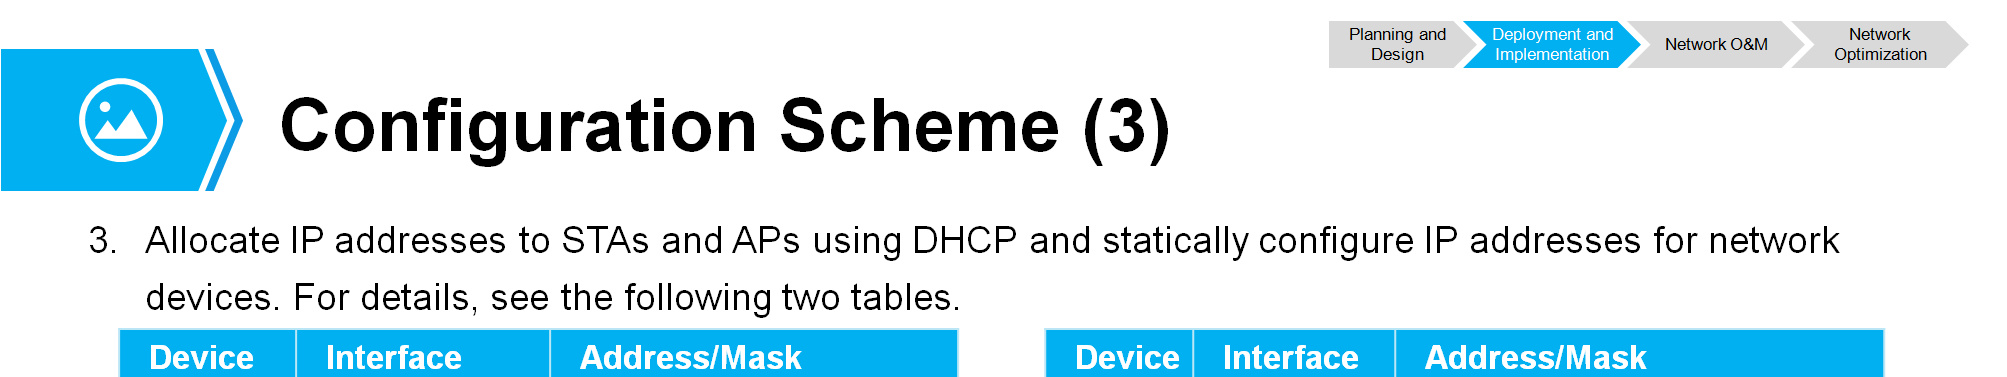 Planning and
Design
Deployment and
Implementation
Network O&M
Network
Optimization
Configuration Scheme (3)
3. Allocate IP addresses to STAs and APs using DHCP and statically configure IP addresses for network
devices. For details, see the following two tables.
Device Interface Address/Mask
Device Interface Address/Mask